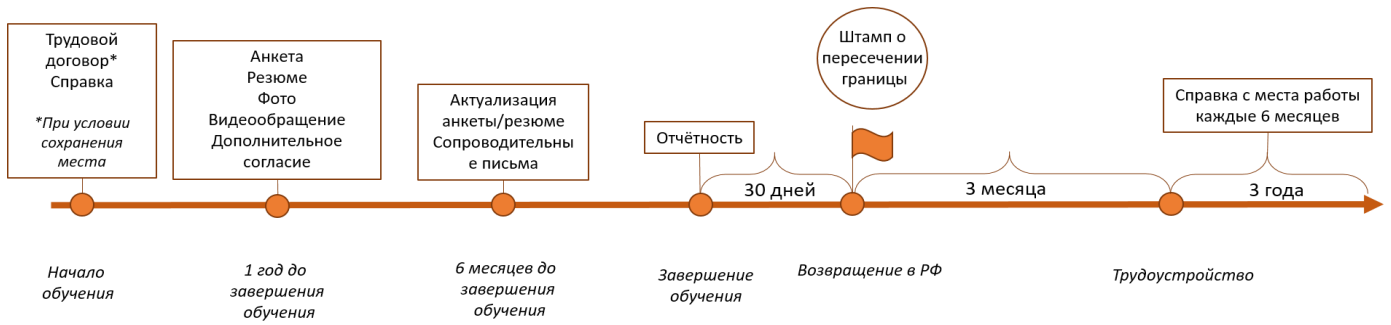 Трудовой
договор*
Справка
*При условии
сохранения
места
Анкета
Резюме
Фото
Видеообращение
Дополнительное
согласие
Актуализация
анкеты/резюме
Сопроводительны
е письма
Отчётность
Штамп о
пересечении
границы
Справка с места работы
каждые 6 месяцев
30 дней
3 месяца
3 года
Начало
обучения
1 год до
завершения
обучения
6 месяцев до
завершения
обучения
Завершение
обучения
Возвращение в РФ
Трудоустройство